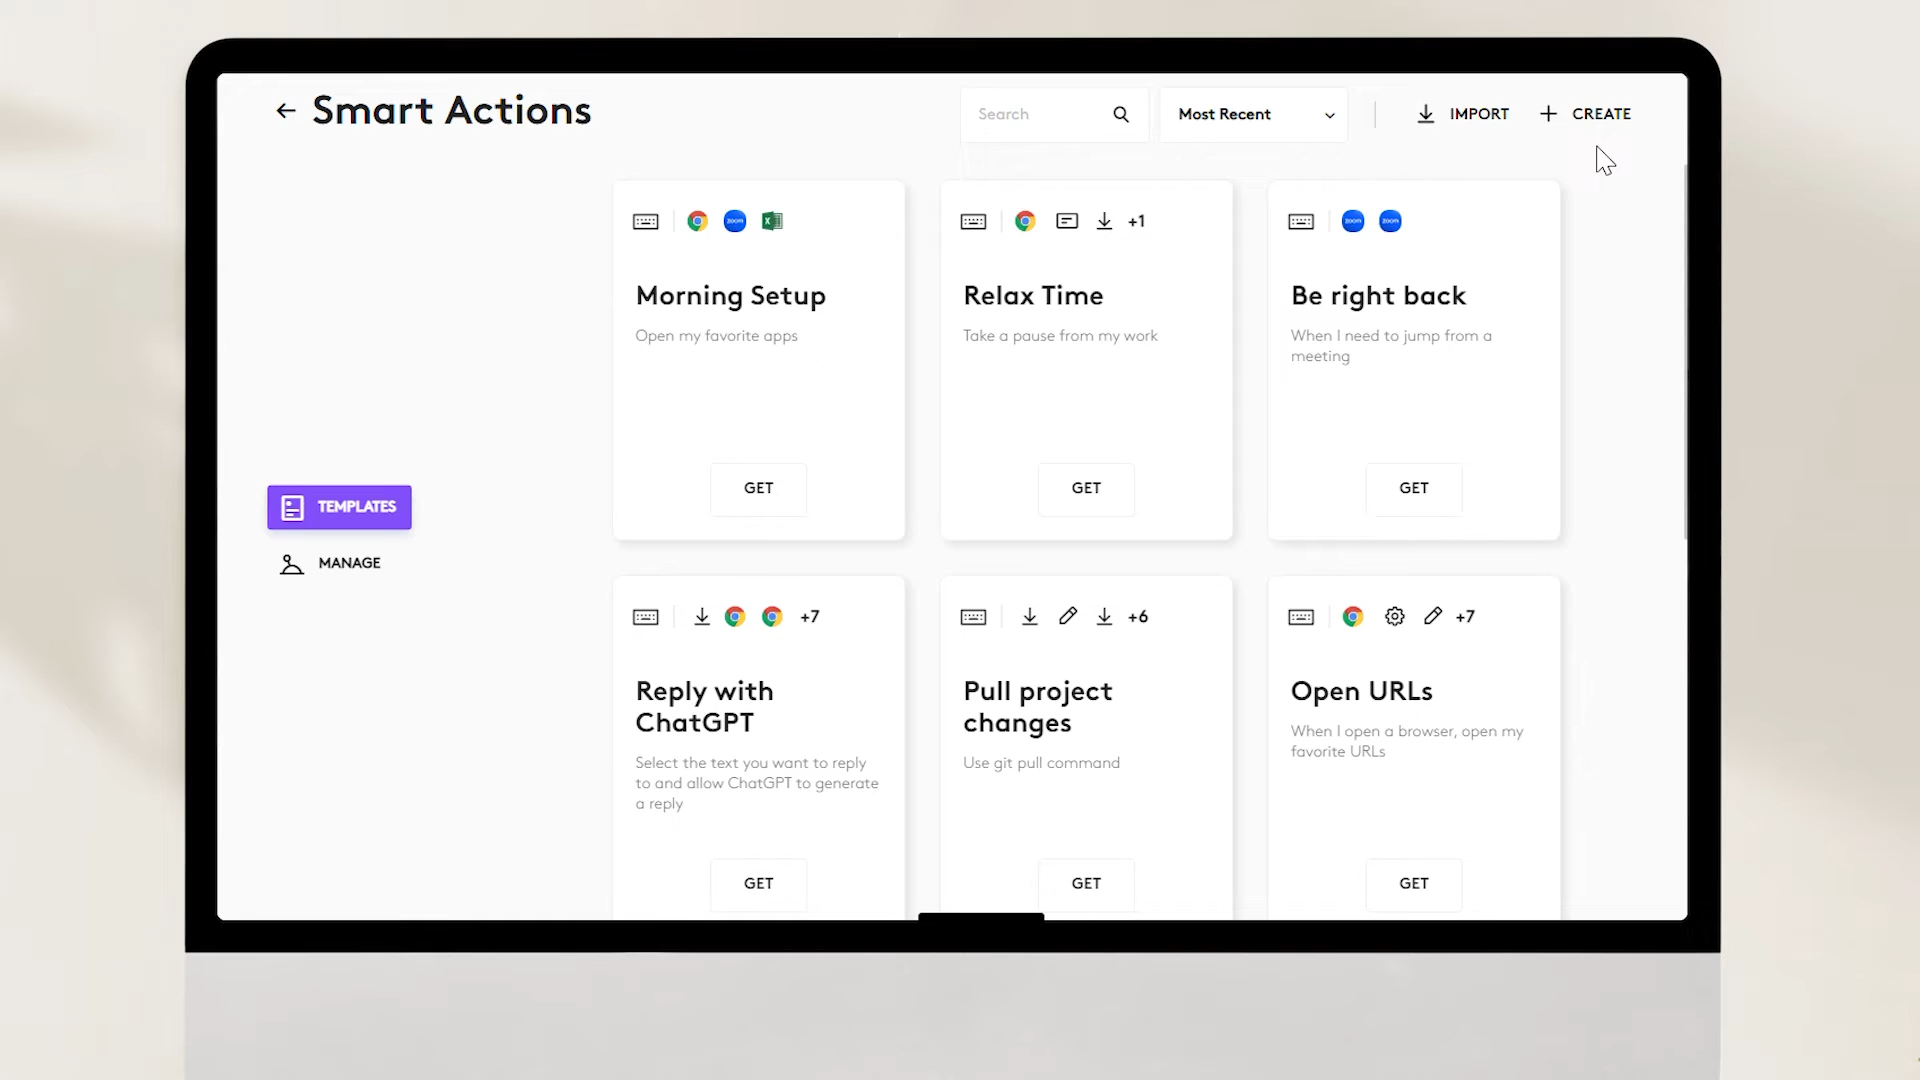 Smart Actions
Search
Most Recent
IMPORT
CREATE
zoom
+1
zoom
zoom
Morning Setup
Open my favorite apps
GET
Relax Time
Take a pause from my work
GET
Be right back
When I need to jump from a
meeting
GET
TEMPLATES
MANAGE
+7
Reply with
ChatGPT
Select the text you want to reply
to and allow ChatGPT to generate
a reply
GET
+6
Pull project
changes
Use git pull command
GET
+7
Open URLs
When I open a browser, open my
favorite URLs
GET